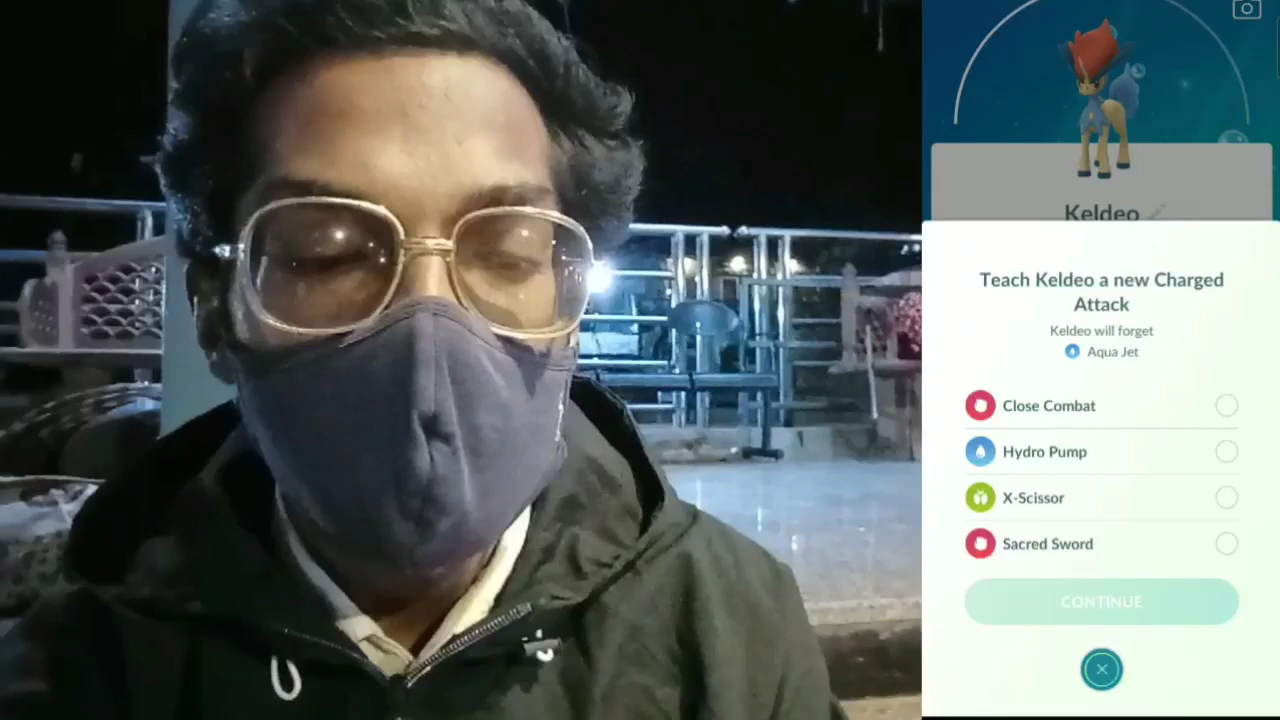 Keldeo
Teach Keldeo a new Charged
Attack
Keldeo will forget
Aqua Jet
Close Combat
Hydro Pump
X-Scissor
Sacred Sword
CONTINUE